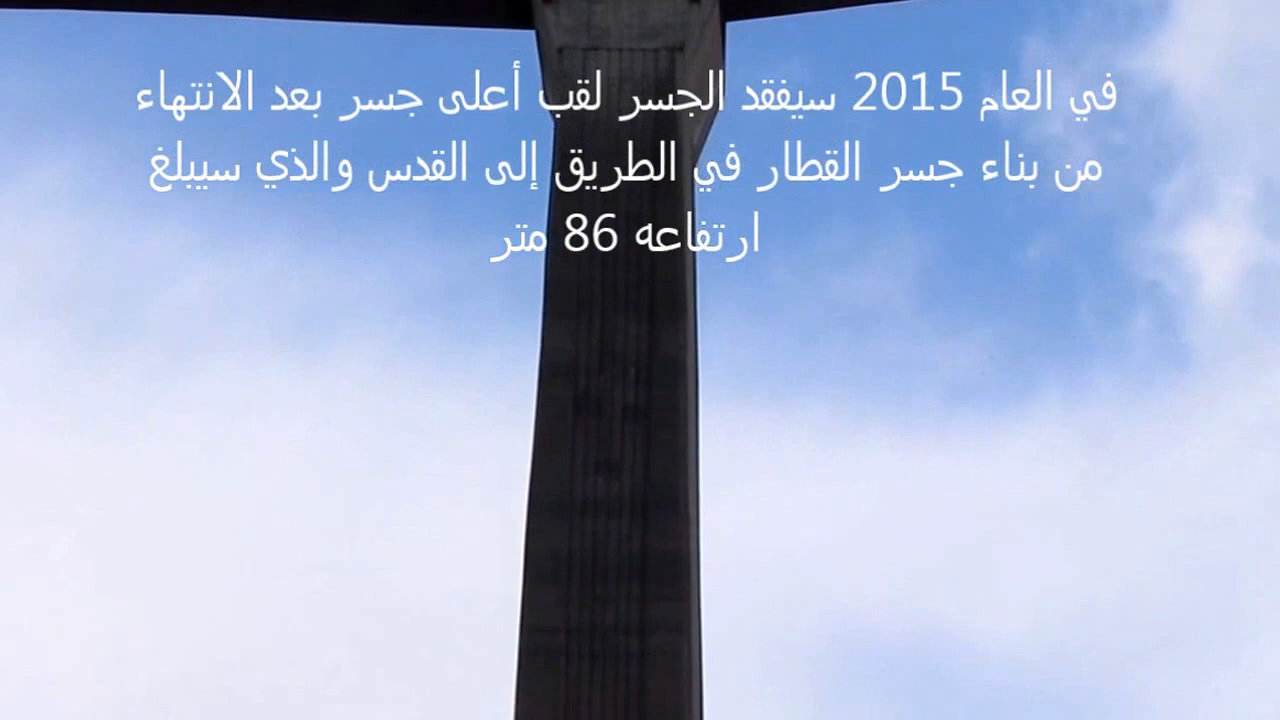 في العام 2015 سيفقد الجسر لقب أعلى جسر بعد الانتهاء
من بناء جسر القطار في الطريق إلى القدس والذي سيبلغ
ارتفاعه 86 متر